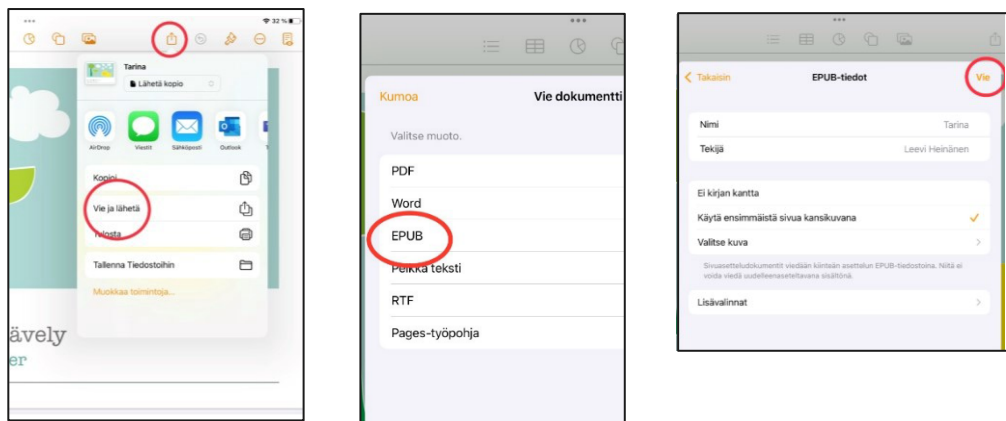 32 %
Tarina
Lähetä kopio
AirDrop
Viestit
Sähköposti
Outlook
Kopioi
Vie ja lähetä
Tulosta
Tallenna Tiedostoihin
Muokkaa toimintoja...
ävely
er
Kumoa
Vie dokumentti
Valitse muoto.
PDF
Word
EPUB
Pelkkä teksti
RTF
Pages-työpohja
Takaisin
EPUB-tiedot
Vie
Nimi
Tarina
Tekijä
Leevi Heinänen
Ei kirjan kantta
Käytä ensimmäistä sivua kansikuvana
Valitse kuva
Sivuasetteludokumentit viedään kiinteän asettelun EPUB-tiedostoina. Niitä ei
voida viedä uudelleenaseteltavana sisältönä.
Lisävalinnat